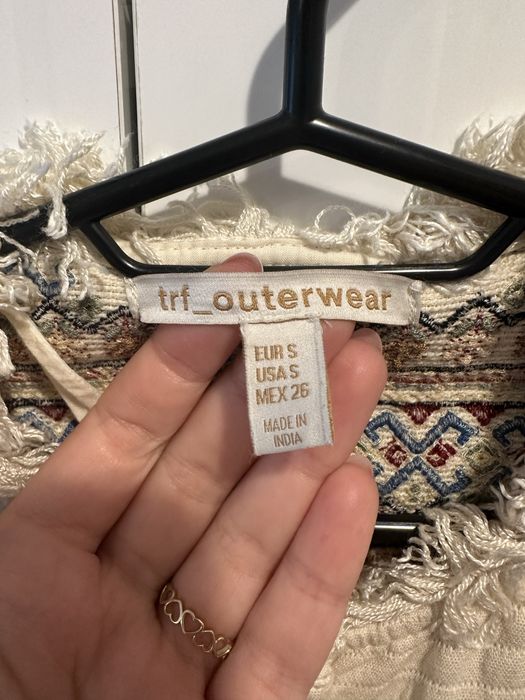 trf_outerwear
EUR S
USA S
MEX 26
MADE IN
INDIA